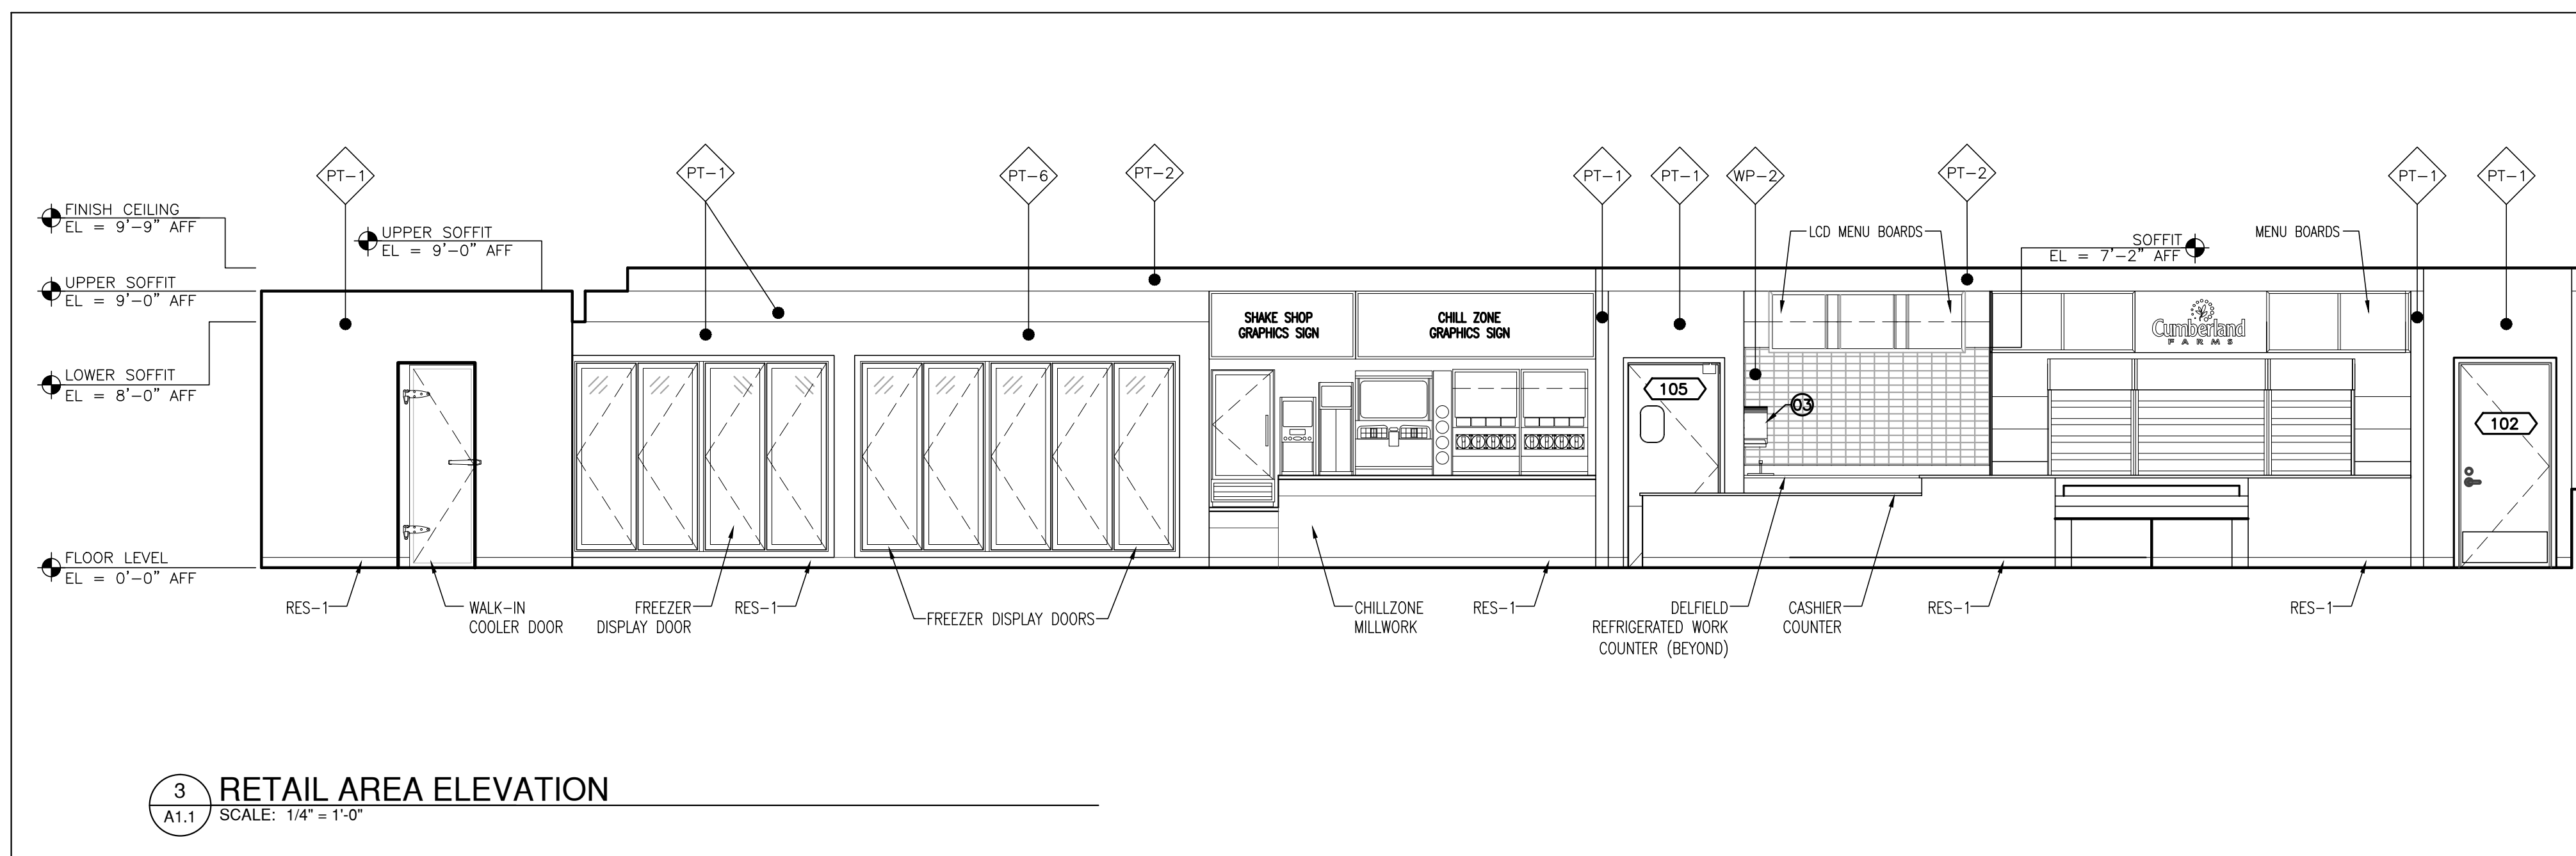 PT-1
PT-1
PT-6
PT-2
PT-1
PT-1
WP-2
PT-2
PT-1
PT-1
FINISH CEILING
EL = 9'-9" AFF
UPPER SOFFIT
EL = 9'-0" AFF
LCD MENU BOARDS
SOFFIT
EL = 7'-2" AFF
MENU BOARDS
UPPER SOFFIT
EL = 9'-0" AFF
SHAKE SHOP
GRAPHICS SIGN
CHILL ZONE
GRAPHICS SIGN
Cumberland
FARMS
LOWER SOFFIT
EL = 8'-0" AFF
105
03
102
FLOOR LEVEL
EL = 0'-0" AFF
RES-1
WALK-IN
COOLER DOOR
FREEZER
DISPLAY DOOR
RES-1
FREEZER DISPLAY DOORS
CHILLZONE
MILLWORK
RES-1
DELFIELD
REFRIGERATED WORK
COUNTER (BEYOND)
CASHIER
COUNTER
RES-1
RES-1
3
A1.1
RETAIL AREA ELEVATION
SCALE: 1/4" = 1'-0"